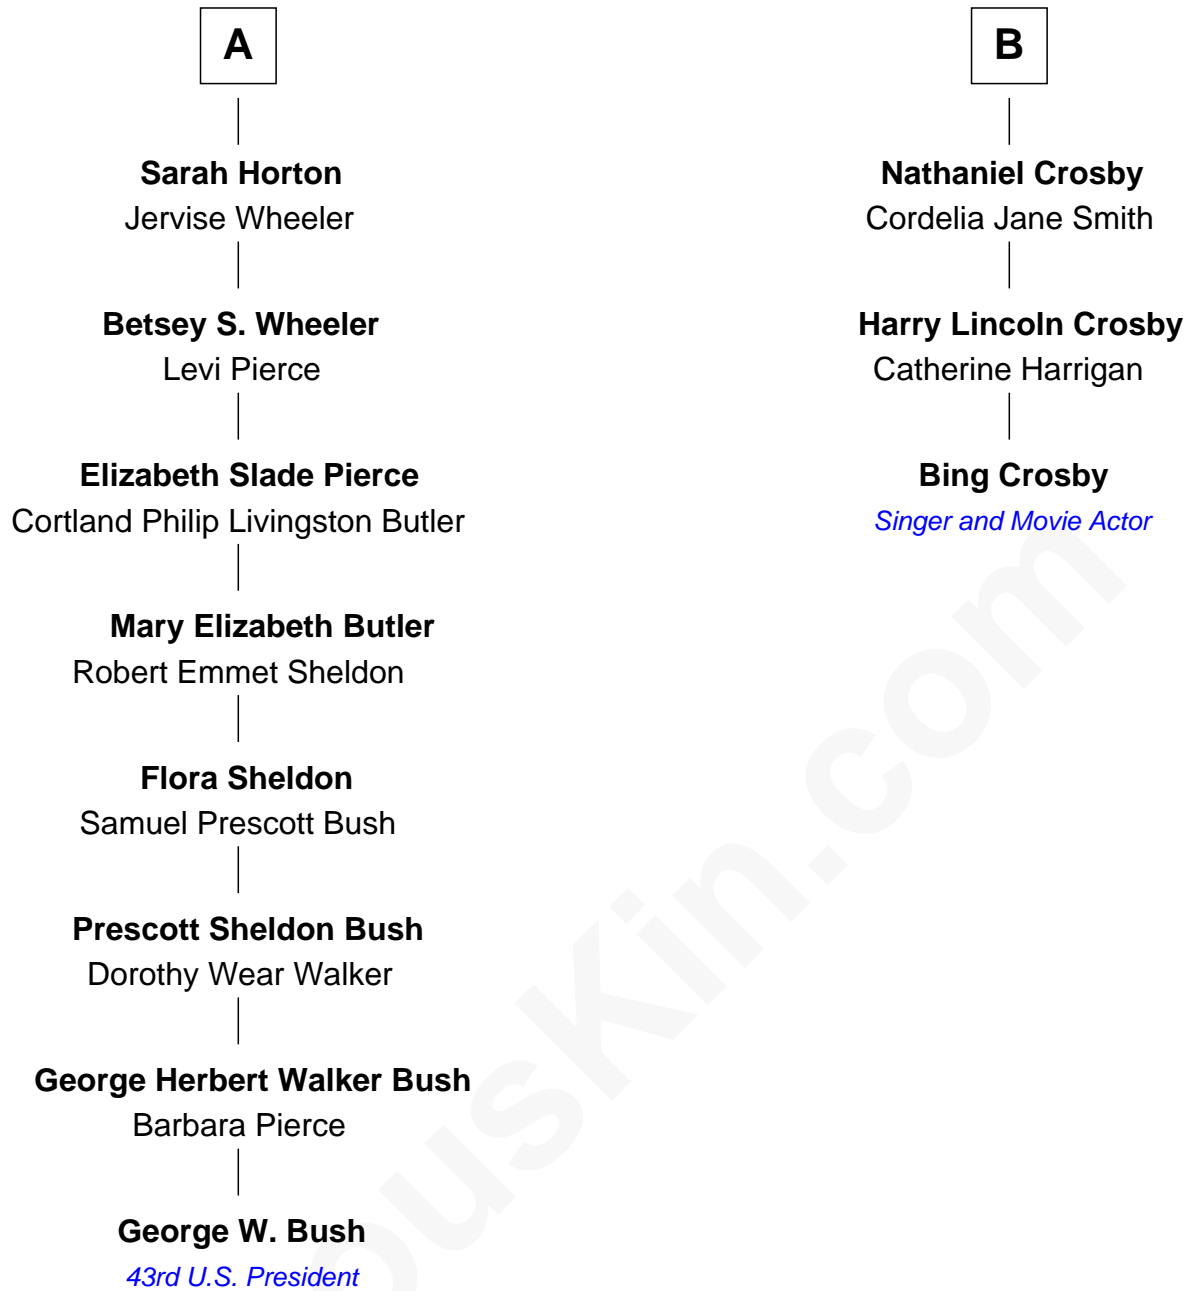 A
Sarah Horton
Jervise Wheeler
Betsey S. Wheeler
Levi Pierce
Elizabeth Slade Pierce
Cortland Philip Livingston Butler
Mary Elizabeth Butler
Robert Emmet Sheldon
Flora Sheldon
Samuel Prescott Bush
Prescott Sheldon Bush
Dorothy Wear Walker
George Herbert Walker Bush
Barbara Pierce
George W. Bush
43rd U.S. President
B
Nathaniel Crosby
Cordelia Jane Smith
Harry Lincoln Crosby
Catherine Harrigan
Bing Crosby
Singer and Movie Actor
ousKin.com